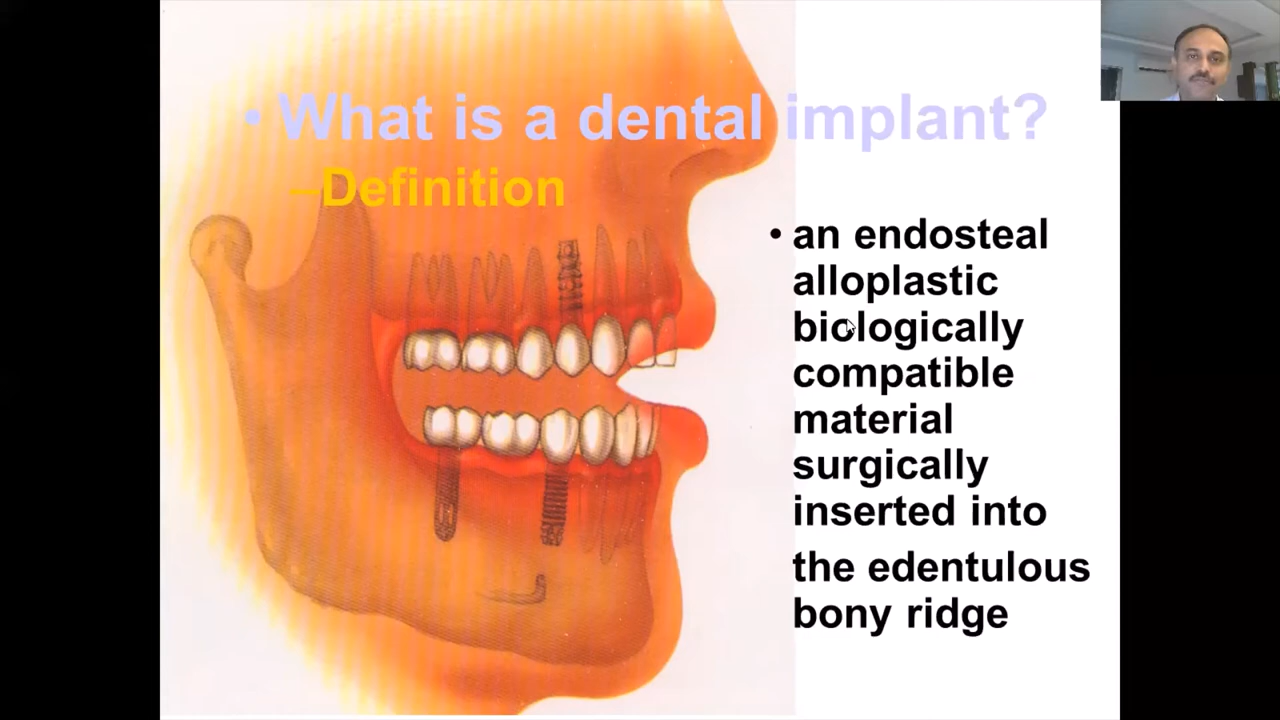 • What is a dental implant?
–Definition
• an endosteal
alloplastic
biologically
compatible
material
surgically
inserted into
the edentulous
bony ridge